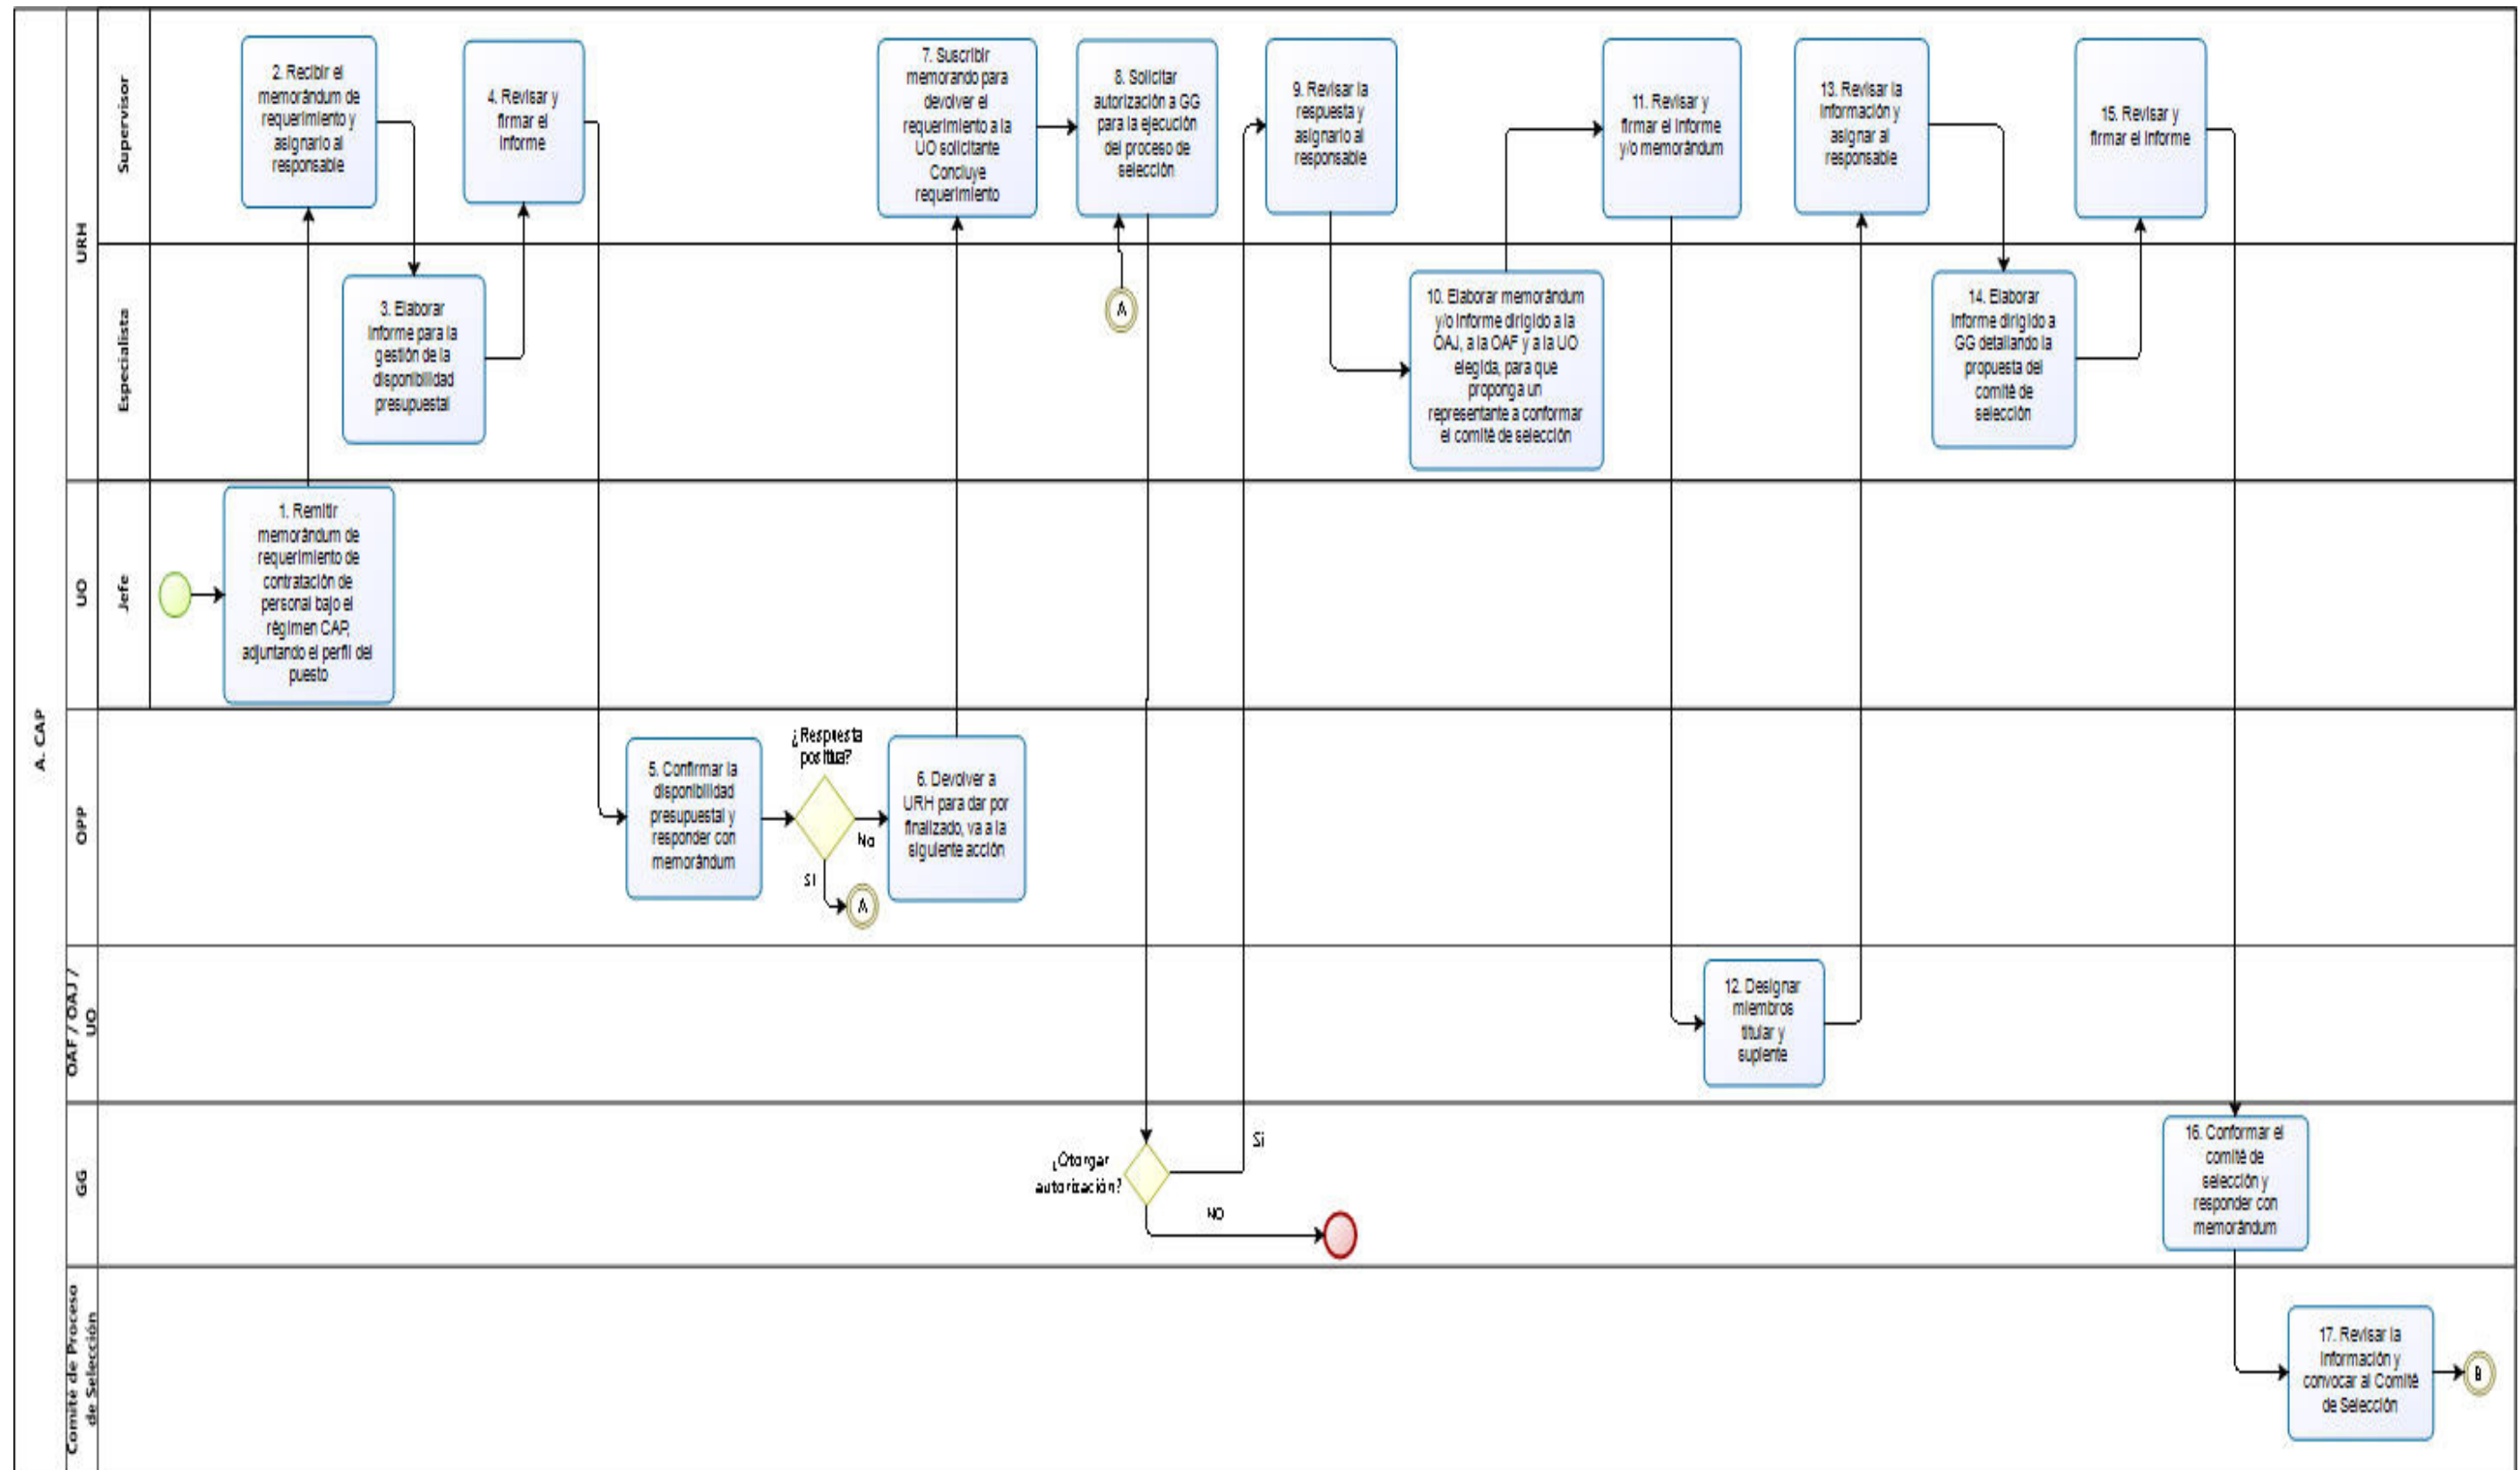 A. CAP
URH
Supervisor
2. Recibir el
memorándum de
requerimiento y
asignarlo al
responsable
4. Revisar y
firmar el
informe
7. Suscribir
memorando para
devolver el
requerimiento a la
UO solicitante
Concluye
requerimiento
8. Solicitar
autorización a GG
para la ejecución
del proceso de
selección
9. Revisar la
respuesta y
asignarlo al
responsable
11. Revisar y
firmar el informe
y/o memorándum
13. Revisar la
información y
asignar al
responsable
15. Revisar y
firmar el informe
Especialista
3. Elaborar
informe para la
gestión de la
disponibilidad
presupuestal
A
10. Elaborar memorándum
y/o informe dirigido a la
OAJ, a la OAF y a la UO
elegida, para que
proponga un
representante a conformar
el comité de selección
14. Elaborar
informe dirigido a
GG detallando la
propuesta del
comité de
selección
UO
Jefe
1. Remitir
memorándum de
requerimiento de
contratación de
personal bajo el
régimen CAP,
adjuntando el perfil del
puesto
OPP
5. Confirmar la
disponibilidad
presupuestal y
responder con
memorándum
¿Respuesta
positiva?
No
SI
A
6. Devolver a
URH para dar por
finalizado, va a la
siguiente acción
OAF / OAJ /
UO
12. Designar
miembros
titular y
suplente
GG
¿Otorgar
autorización?
Si
NO
16. Conformar el
comité de
selección y
responder con
memorándum
Comité de Proceso
de Selección
17. Revisar la
información y
convocar al Comité
de Selección
B